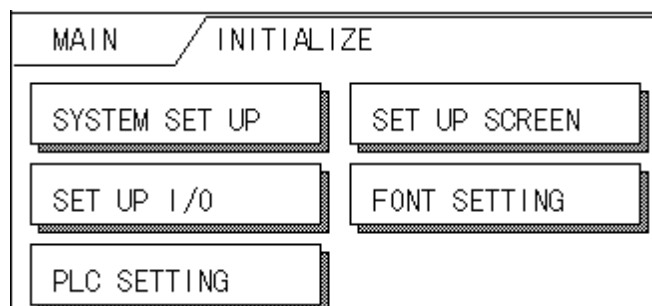 MAIN INITIALIZE
SYSTEM SET UP SET UP SCREEN
SET UP I/O FONT SETTING
PLC SETTING